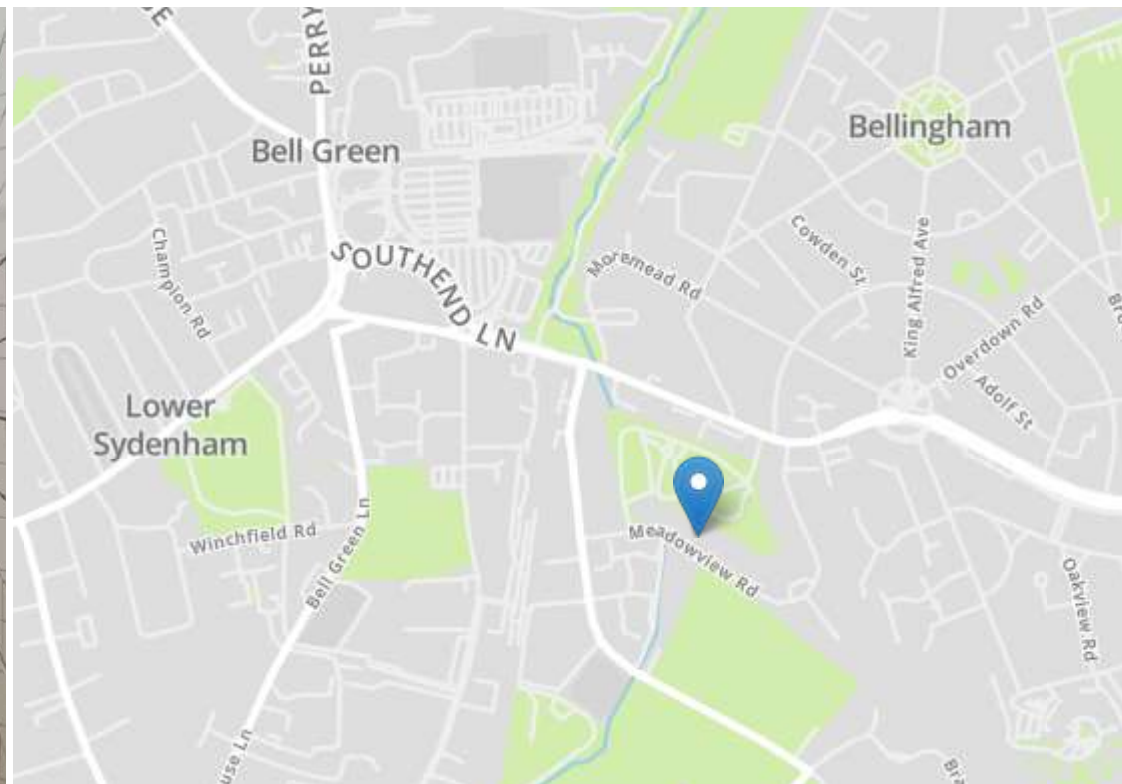 PERRY
Bell Green
Bellingham
Champion Rd
SOUTHEND LN
Moremead Rd
Cowden St
King Alfred Ave
Overdown Rd
Adolf St
Lower
Sydenham
Winchfield Rd
Bell Green Ln
Meadowview Rd
Oakview Rd